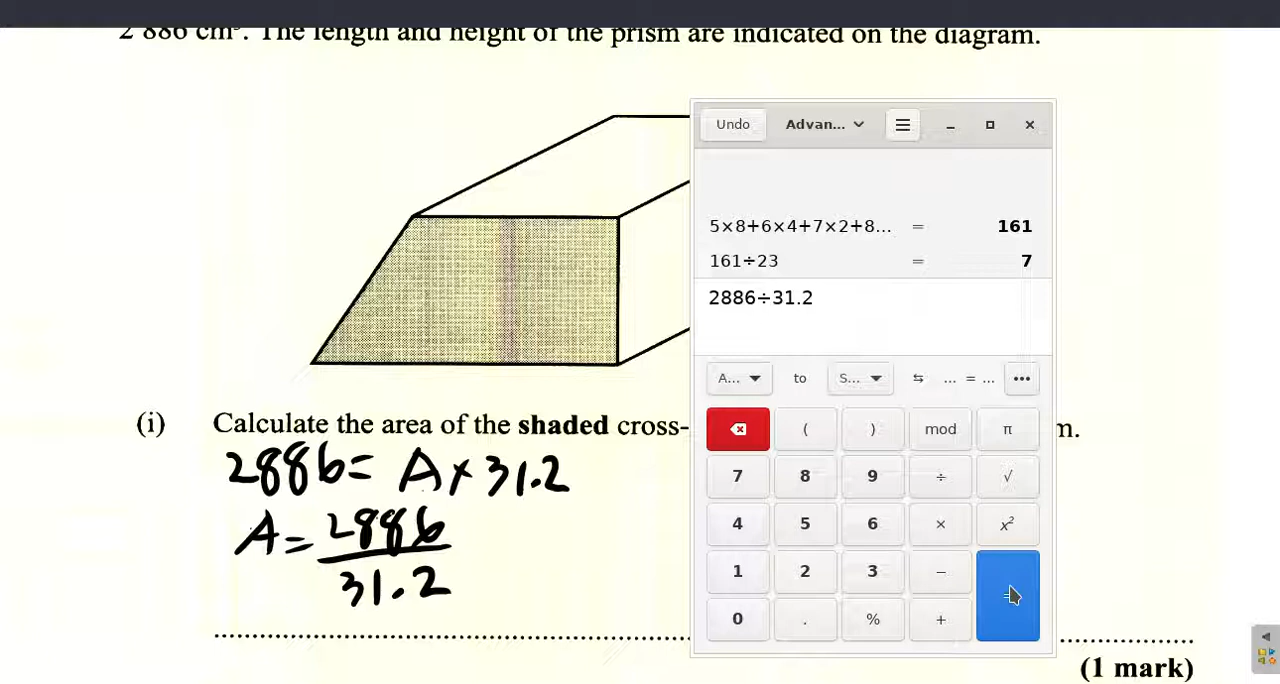 2 886 cm³. The length and height of the prism are indicated on the diagram.
Undo
Advan...
5×8+6×4+7×2+8... = 161
161÷23 = 7
2886÷31.2
A... to S... ... = ...
( ) mod π
7 8 9 ÷ √
4 5 6 × x²
1 2 3 − =
0 . % +
(i) Calculate the area of the shaded cross- m.
2886 = A × 31.2
A = 2886
31.2
(1 mark)